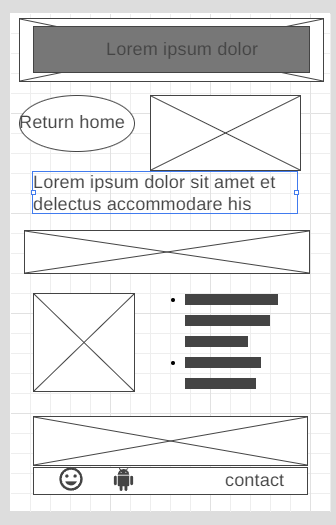 Lorem ipsum dolor
Return home
Lorem ipsum dolor sit amet et
delectus accommodare his
contact